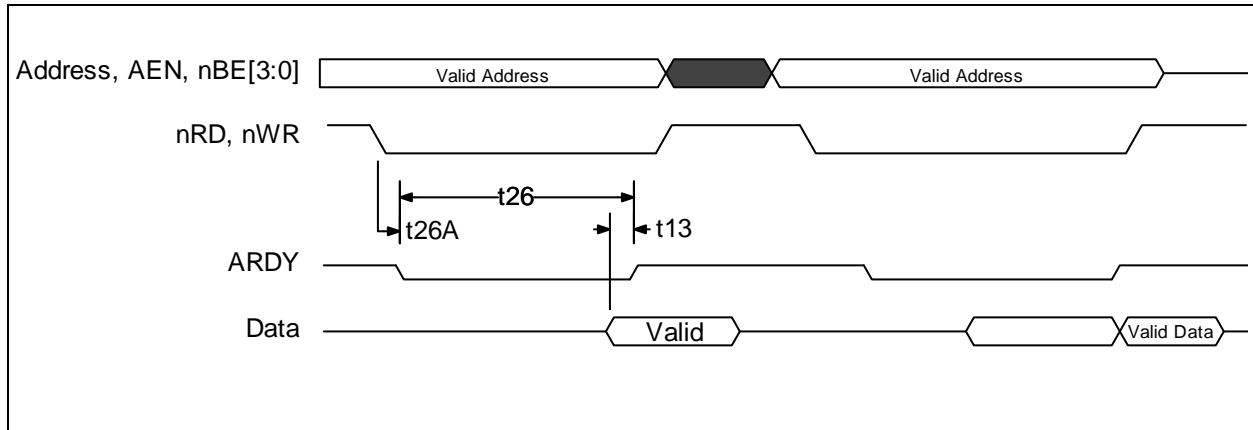 Address, AEN, nBE[3:0] Valid Address Valid Address
nRD, nWR
t26
t26A t13
ARDY
Data Valid Valid Data